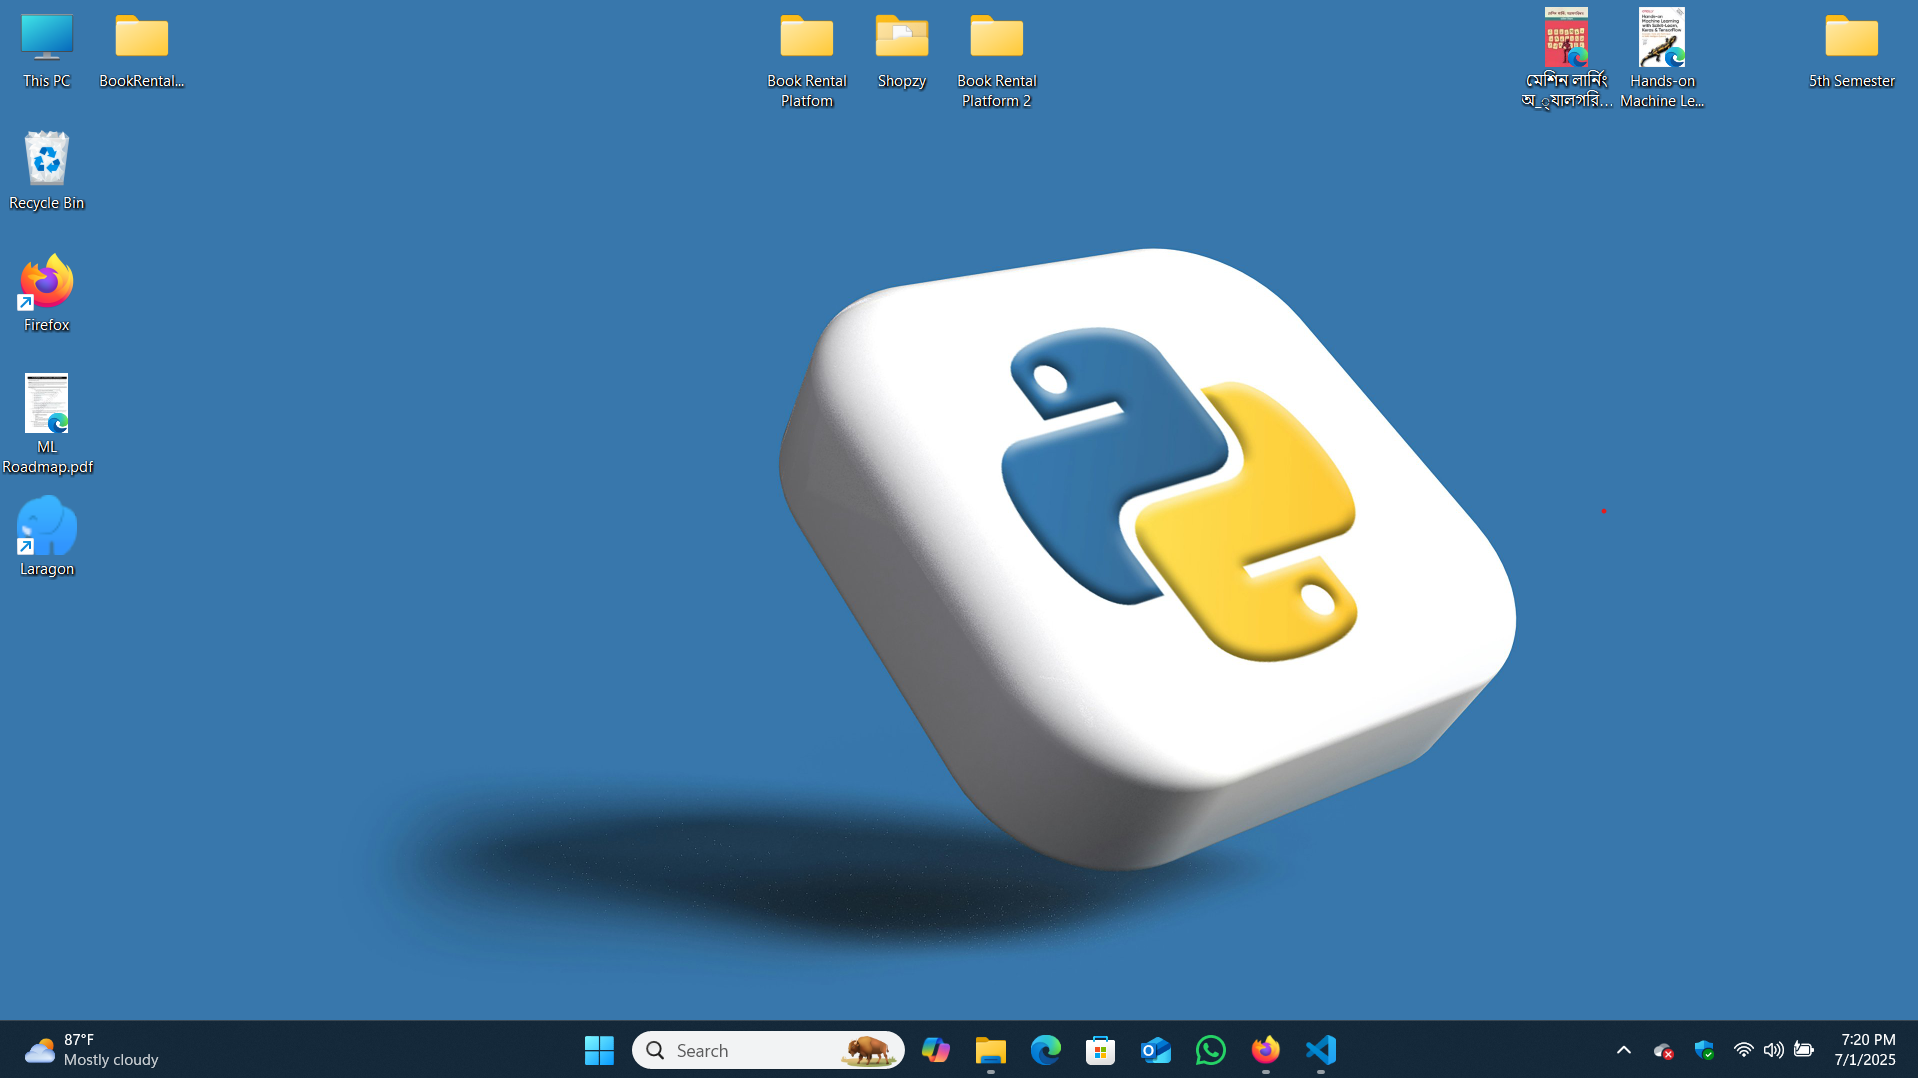 This PC
BookRental...
Book Rental
Platfom
Shopzy
Book Rental
Platform 2
মেশিন লার্নিং
অ_্যালগরি...
Hands-on
Machine Le...
5th Semester
Recycle Bin
Firefox
ML
Roadmap.pdf
Laragon
87°F
Mostly cloudy
Search
7:20 PM
7/1/2025